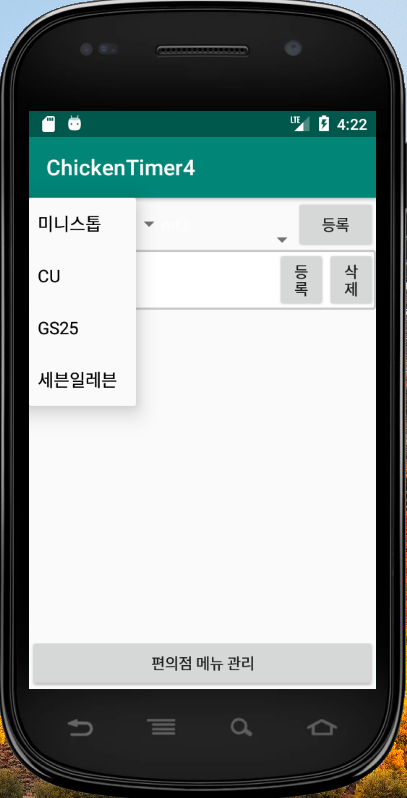 LTE 4:22
ChickenTimer4
미니스톱
등록
CU
등
록
삭
제
GS25
세븐일레븐
편의점 메뉴 관리